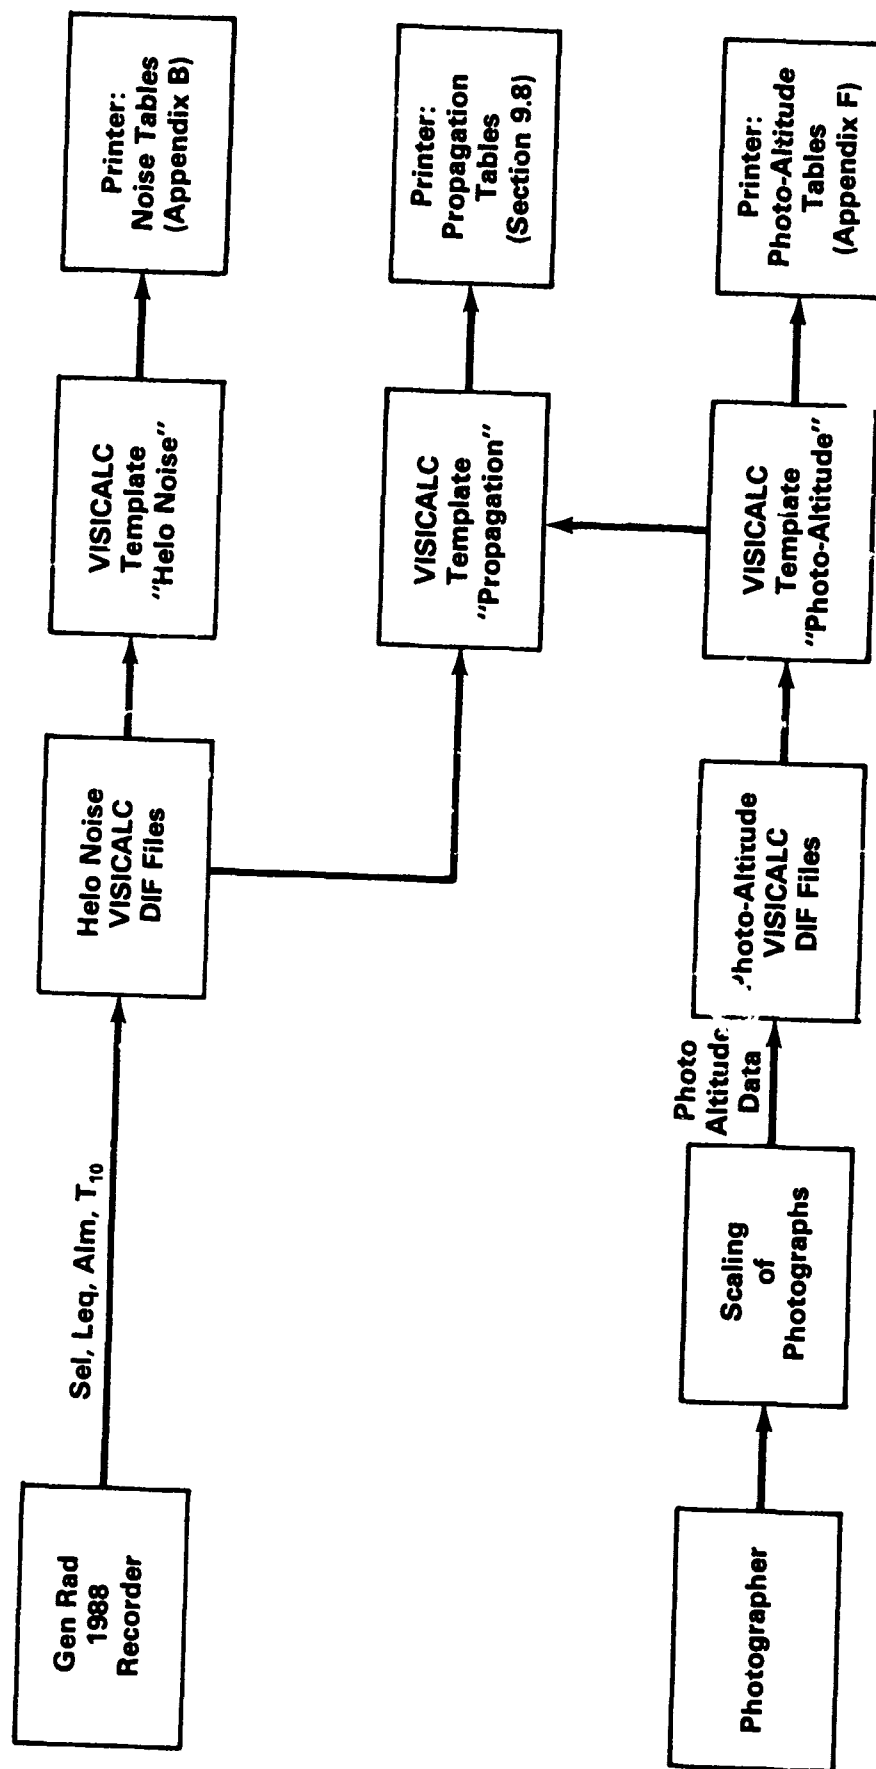 Gen Rad
1988
Recorder
Sel, Leq, Alm, T₁₀
Helo Noise
VISICALC
DIF Files
VISICALC
Template
"Helo Noise"
Printer:
Noise Tables
(Appendix B)
VISICALC
Template
"Propagation"
Printer:
Propagation
Tables
(Section 9.8)
Photographer
Scaling
of
Photographs
Photo
Altitude
Data
Photo-Altitude
VISICALC
DIF Files
VISICALC
Template
"Photo-Altitude"
Printer:
Photo-Altitude
Tables
(Appendix F)